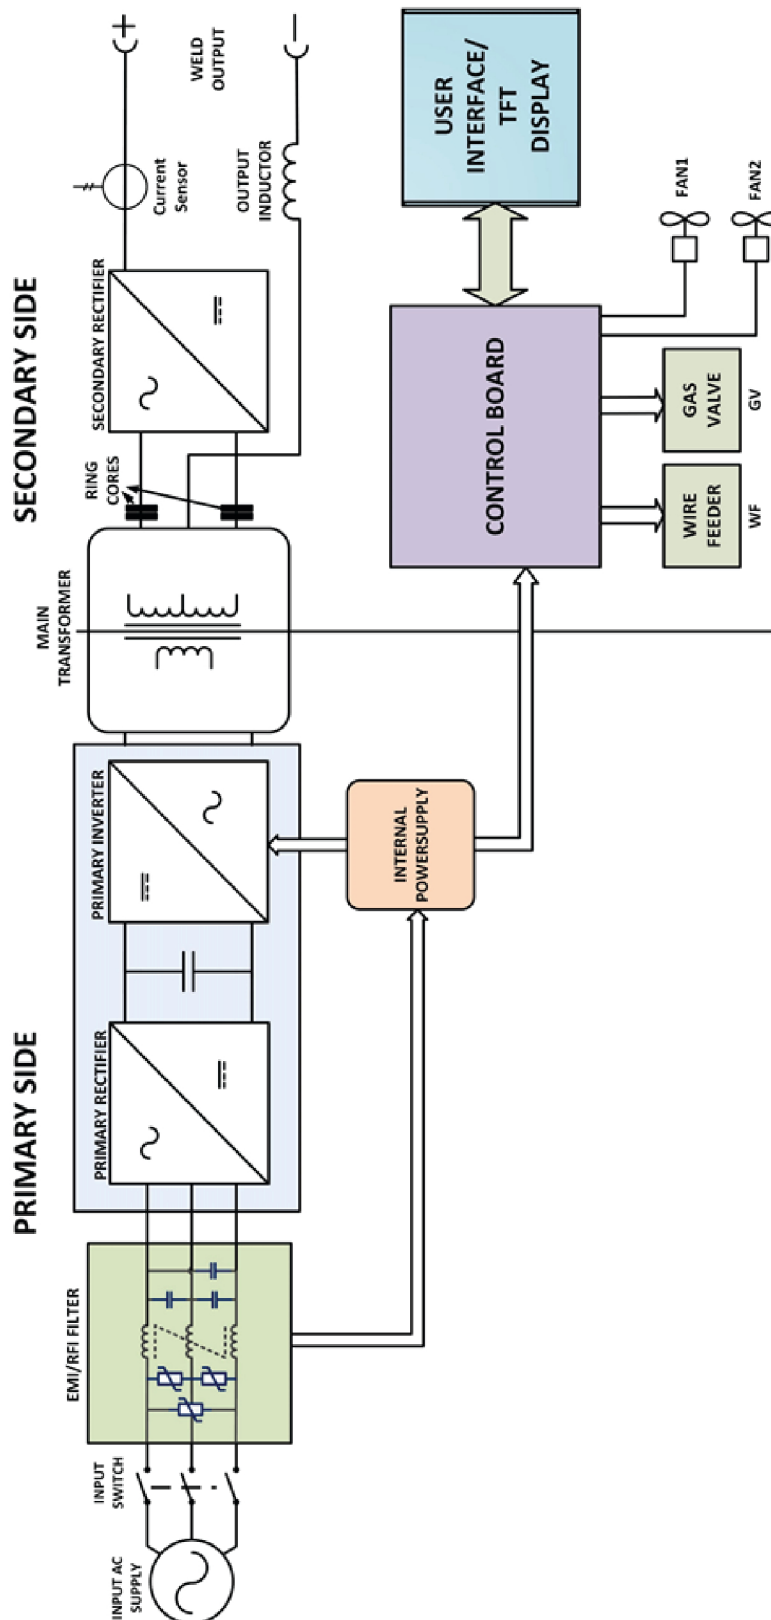 PRIMARY SIDE
SECONDARY SIDE
INPUT AC
SUPPLY
INPUT
SWITCH
EMI/RFI FILTER
PRIMARY RECTIFIER
PRIMARY INVERTER
MAIN
TRANSFORMER
RING
CORES
SECONDARY RECTIFIER
Current
Sensor
+
WELD
OUTPUT
−
OUTPUT
INDUCTOR
INTERNAL
POWERSUPPLY
CONTROL BOARD
USER
INTERFACE/
TFT
DISPLAY
WIRE
FEEDER
WF
GAS
VALVE
GV
FAN1
FAN2